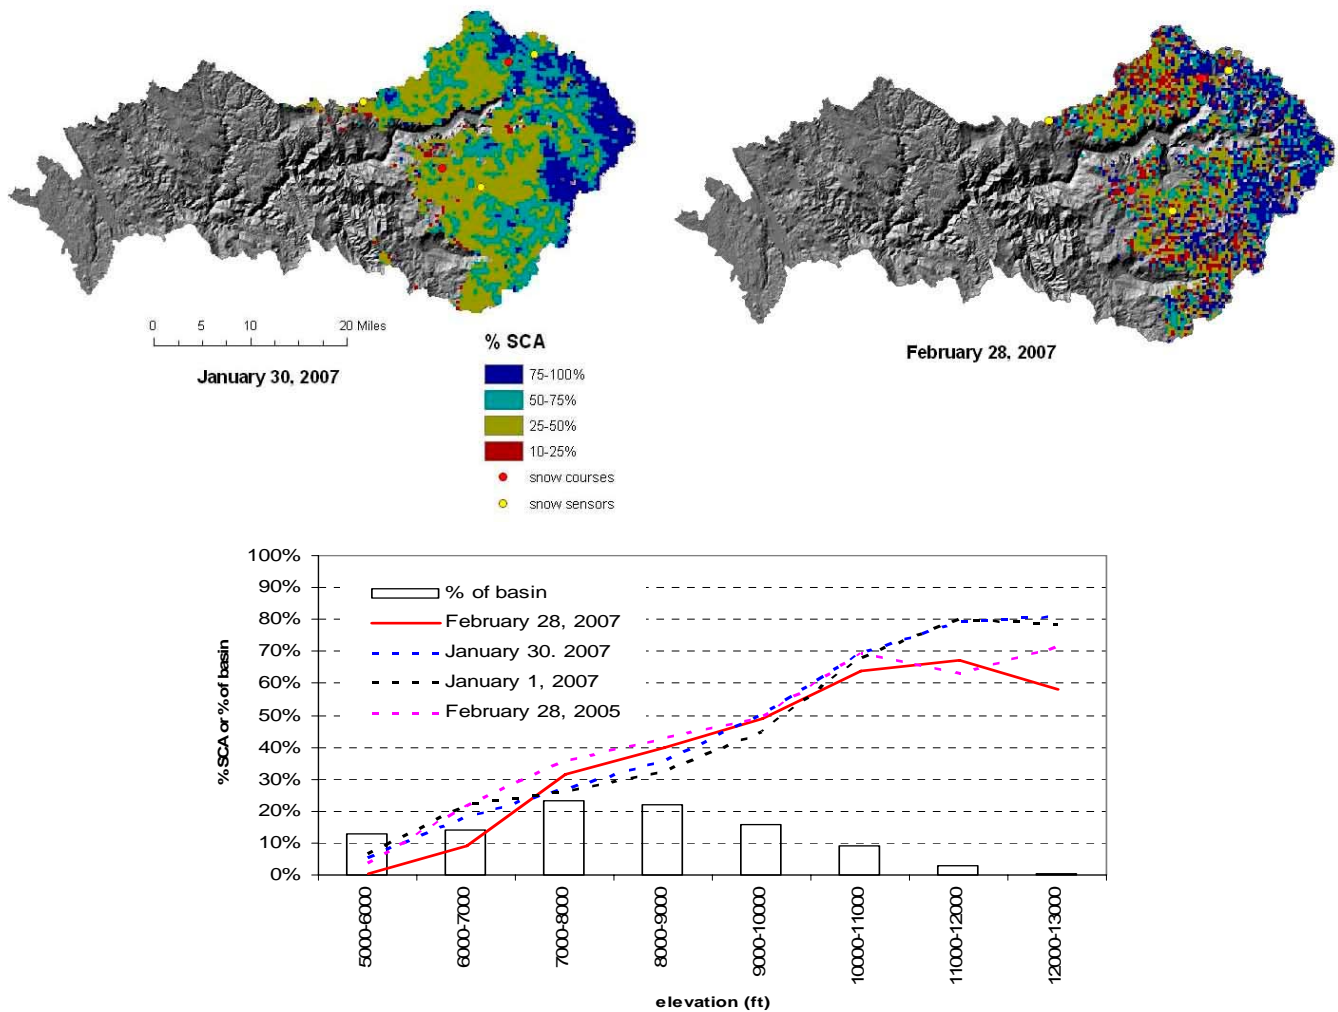 0 5 10 20 Miles
January 30, 2007
% SCA
75-100%
50-75%
25-50%
10-25%
snow courses
snow sensors
February 28, 2007
100%
90%
80%
70%
60%
50%
40%
30%
20%
10%
0%
%SCA or % of basin
% of basin
February 28, 2007
January 30. 2007
January 1, 2007
February 28, 2005
5000-6000
6000-7000
7000-8000
8000-9000
9000-10000
10000-11000
11000-12000
12000-13000
elevation (ft)